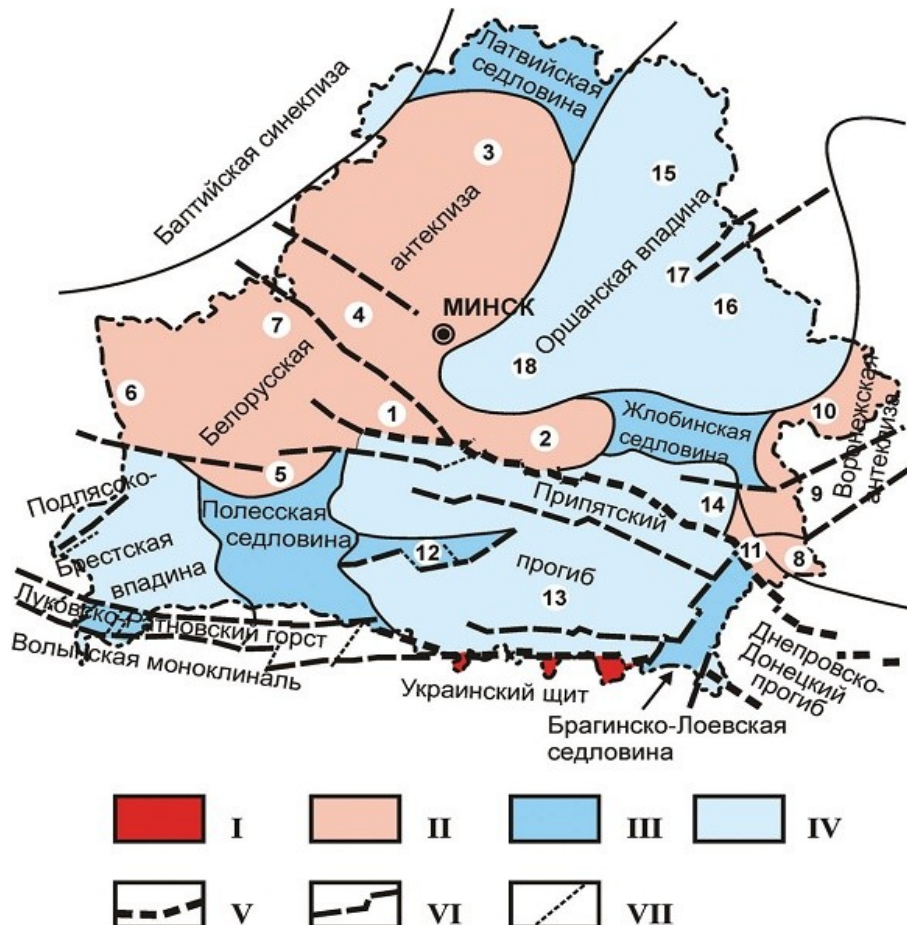 Латвийская
седловина
Балтийская синеклиза
3
15
антеклиза
Оршанская впадина
17
16
7
4
МИНСК
18
6
Белорусская
1
2
Жлобинская
седловина
10
Воронежская
антеклиза
5
9
Подлясско-
Брестская
впадина
Полесская
седловина
Припятский
прогиб
14
12
11
8
13
Луковско-Ратновский горст
Волынская моноклиналь
Украинский щит
Днепровско-
Донецкий
прогиб
Брагинско-Лоевская
седловина
I
II
III
IV
V
VI
VII